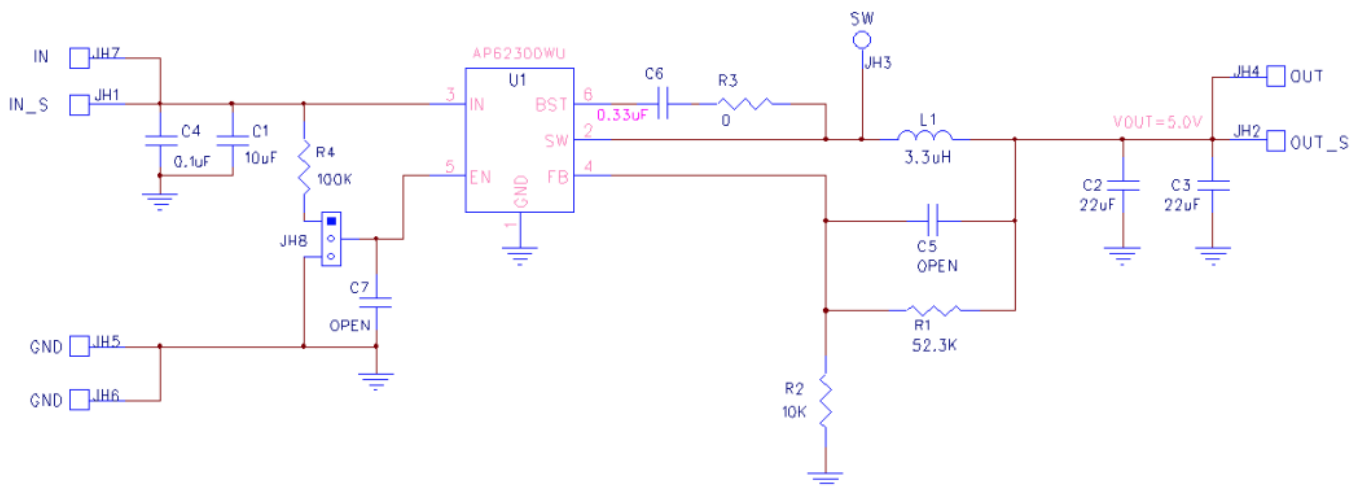 SW
IN
JH7
AP62300WU
JH3
IN_S
JH1
U1
C6
R3
JH4
OUT
3
IN
BST
6
0.33uF
0
C4
C1
L1
VOUT=5.0V
0.1uF
10uF
SW
2
3.3uH
JH2
OUT_S
R4
100K
5
EN
FB
4
GND
1
C2
22uF
C3
22uF
JH8
C5
OPEN
C7
OPEN
R1
52.3K
GND
JH5
GND
JH6
R2
10K